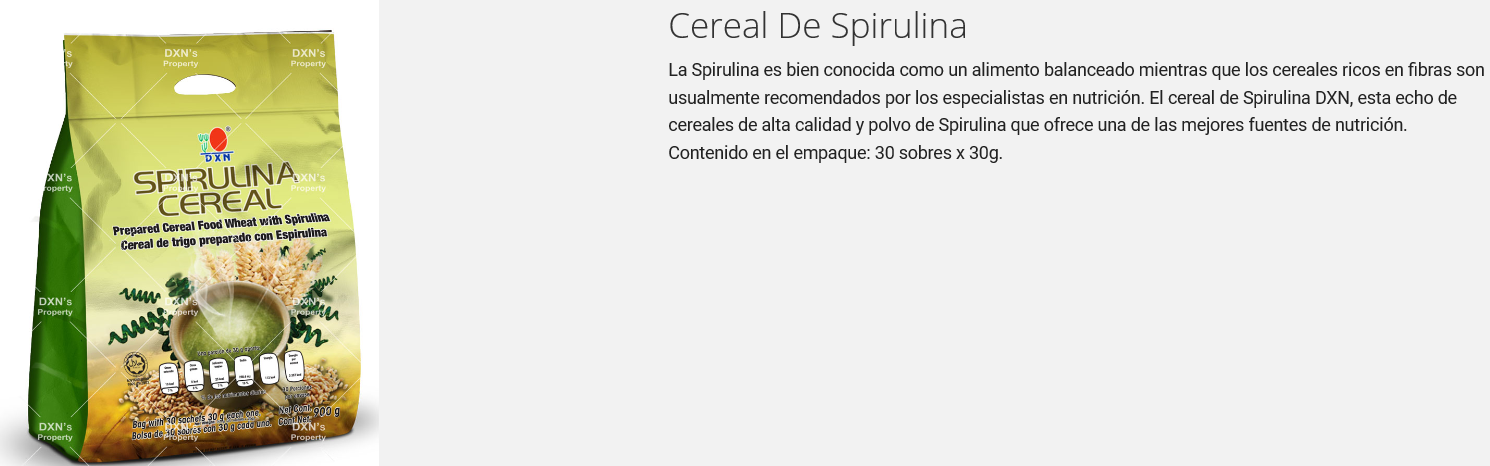 Cereal De Spirulina
La Spirulina es bien conocida como un alimento balanceado mientras que los cereales ricos en fibras son
usualmente recomendados por los especialistas en nutrición. El cereal de Spirulina DXN, esta echo de
cereales de alta calidad y polvo de Spirulina que ofrece una de las mejores fuentes de nutrición.
Contenido en el empaque: 30 sobres x 30g.
DXN's
Property
DXN's
Property
DXN
SPIRULINA
CEREAL
Prepared Cereal Food Wheat with Spirulina
Cereal de trigo preparado con Espirulina
DXN's
Property
DXN's
Property
DXN's
Property
Bag with 30 sachets 30 g each one
Bolsa de 30 sobres con 30 g cada uno.
Net. Cont.
Cont. Net.
900 g
DXN's
Property
DXN's
Property
DXN's
Property